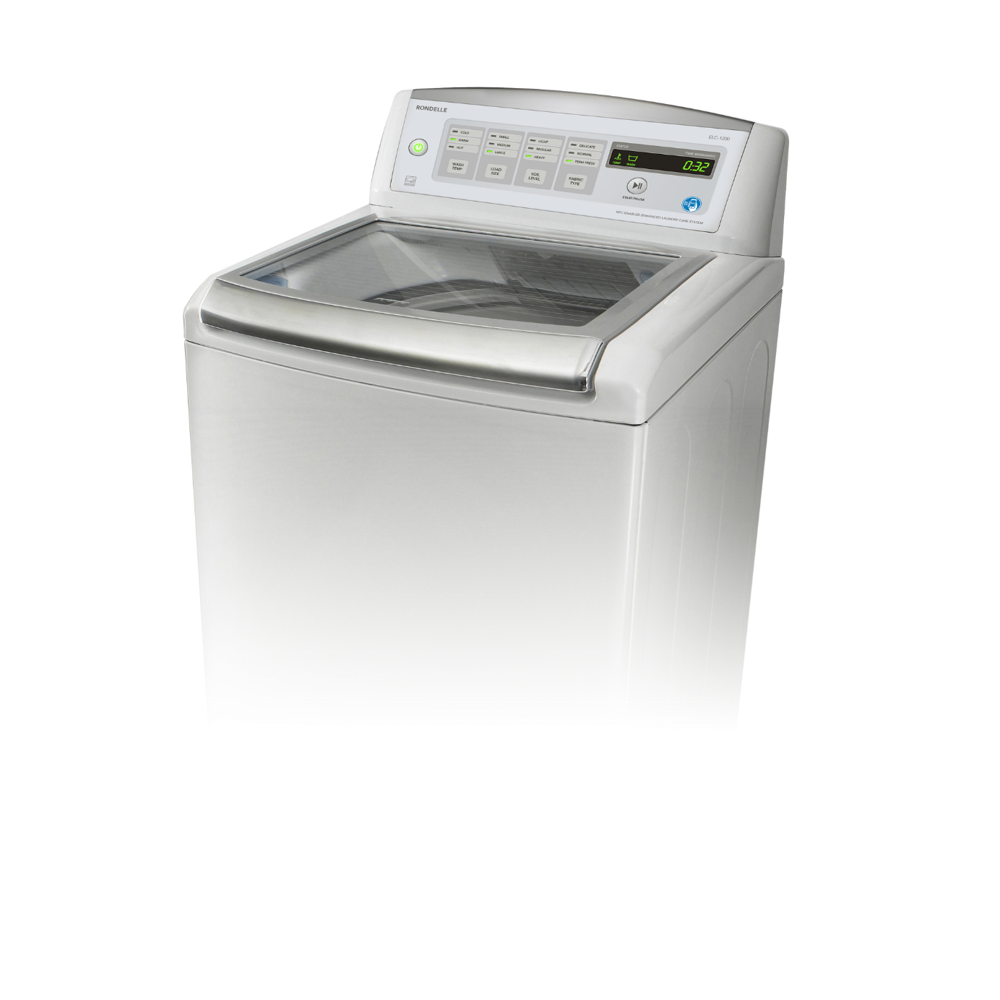 RONDELLE
ELC-1200
COLD
WARM
HOT
WASH
TEMP
SMALL
MEDIUM
LARGE
LOAD
SIZE
LIGHT
REGULAR
HEAVY
SOIL
LEVEL
DELICATE
NORMAL
PERM PRESS
FABRIC
TYPE
STATUS
TIME REMAINING
TEMP
WASH
0:32
START/PAUSE
NFC-ENABLED ENHANCED LAUNDRY CARE SYSTEM